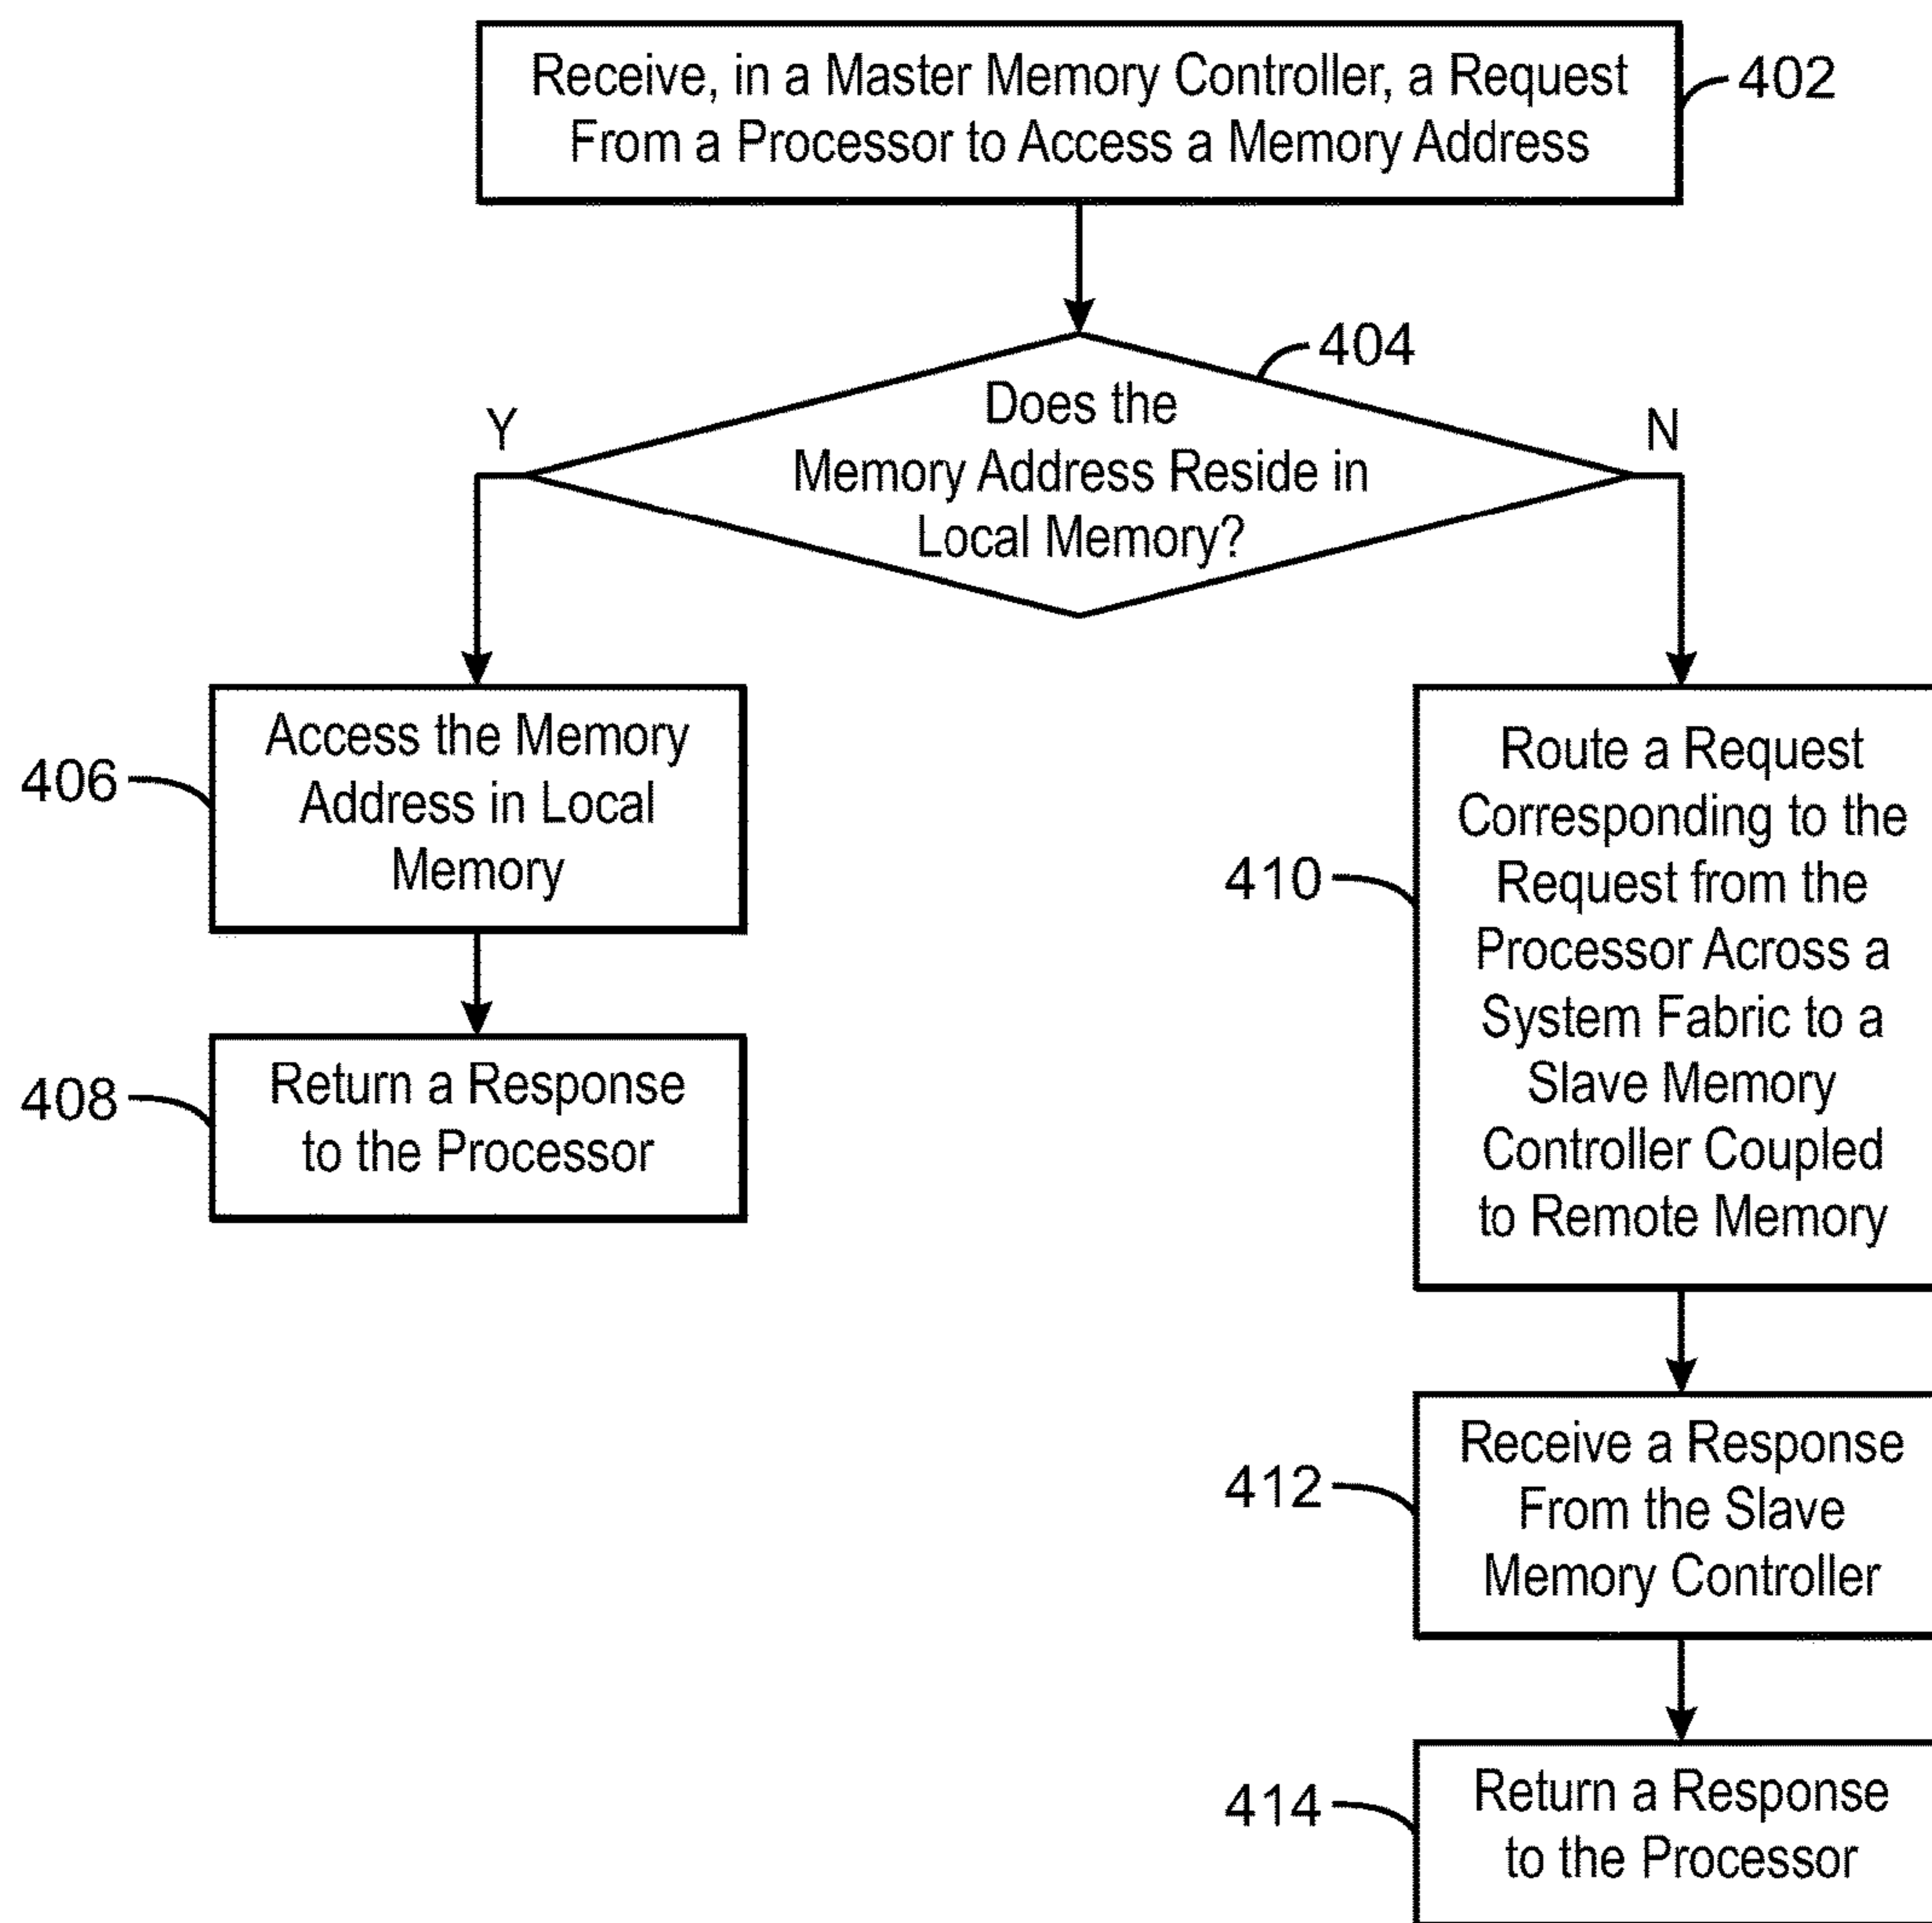 Receive, in a Master Memory Controller, a Request
From a Processor to Access a Memory Address
402
404
Does the
Memory Address Reside in
Local Memory?
Y
N
406
Access the Memory
Address in Local
Memory
408
Return a Response
to the Processor
410
Route a Request
Corresponding to the
Request from the
Processor Across a
System Fabric to a
Slave Memory
Controller Coupled
to Remote Memory
412
Receive a Response
From the Slave
Memory Controller
414
Return a Response
to the Processor